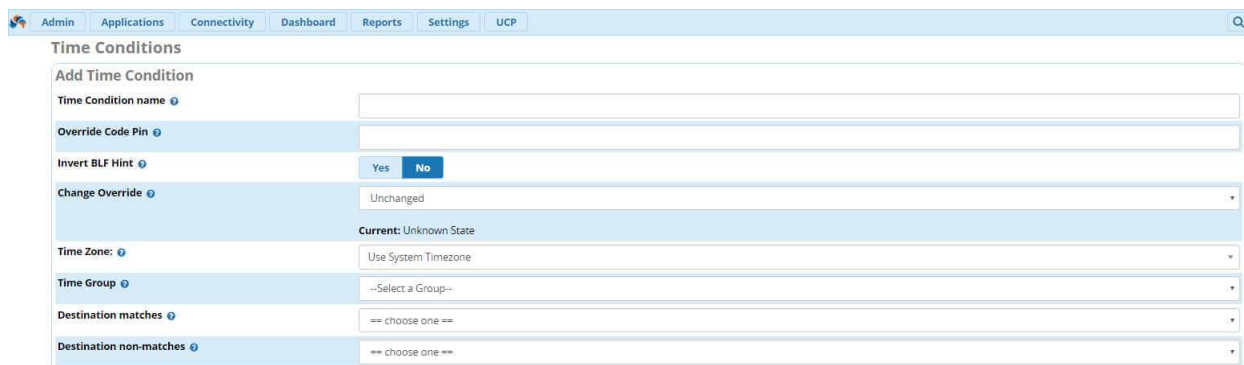 Admin Applications Connectivity Dashboard Reports Settings UCP
Time Conditions
Add Time Condition
Time Condition name
Override Code Pin
Invert BLF Hint Yes No
Change Override Unchanged
Current: Unknown State
Time Zone: Use System Timezone
Time Group --Select a Group--
Destination matches == choose one ==
Destination non-matches == choose one ==